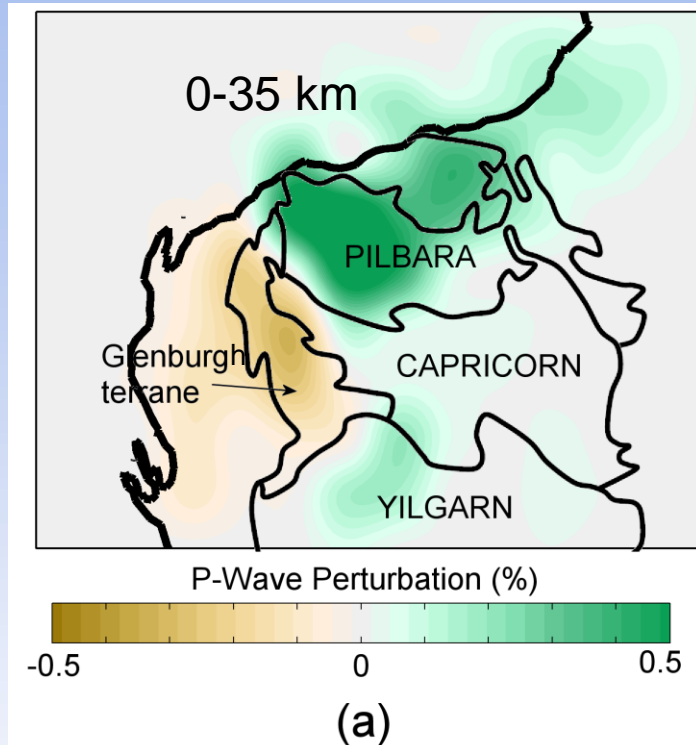 0-35 km
PILBARA
Glenburgh
terrane
CAPRICORN
YILGARN
P-Wave Perturbation (%)
-0.5 0 0.5
(a)